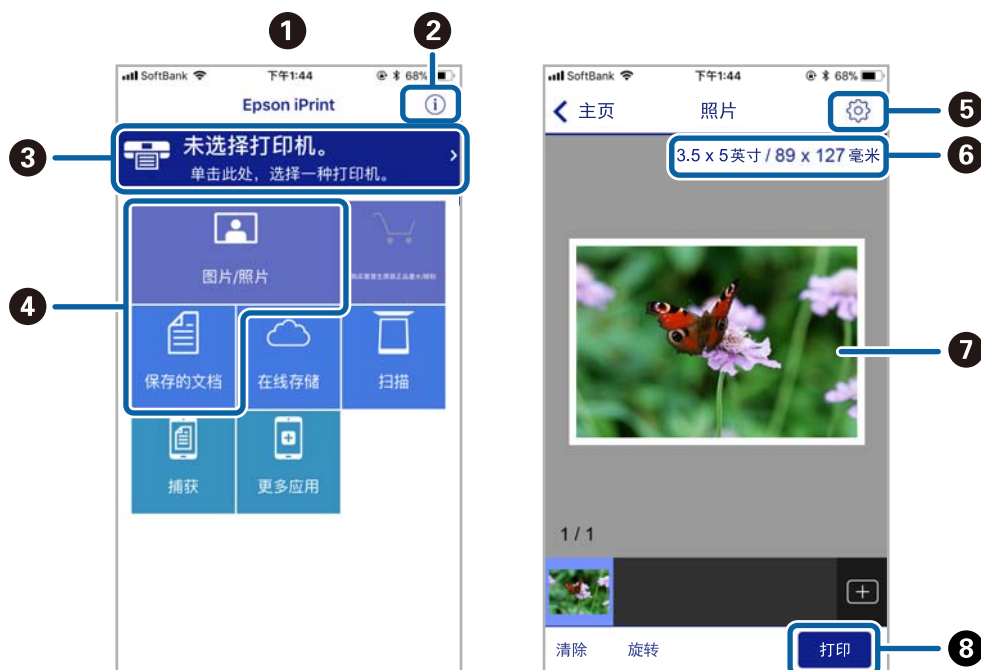 1
2
SoftBank 下午1:44 68%
Epson iPrint
3
未选择打印机。
单击此处，选择一种打印机。
4
图片/照片
保存的文档
在线存储
扫描
捕获
更多应用
SoftBank 下午1:44 68%
主页 照片
5
3.5 x 5英寸 / 89 x 127 毫米
6
7
1 / 1
清除 旋转 打印
8